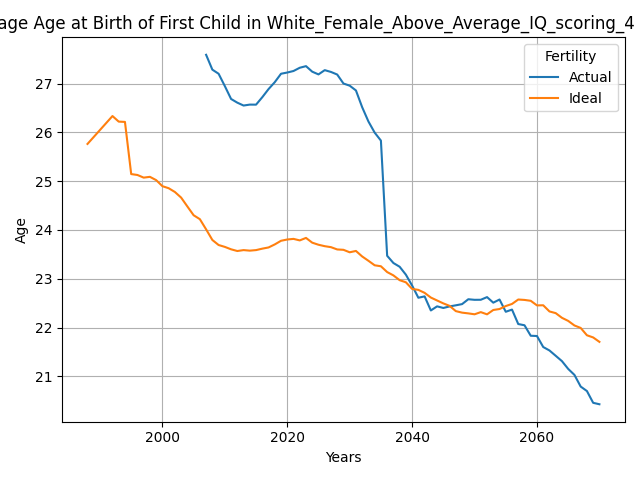 age Age at Birth of First Child in White_Female_Above_Average_IQ_scoring_4
Fertility
Actual
Ideal
Age
27
26
25
24
23
22
21
2000
2020
2040
2060
Years